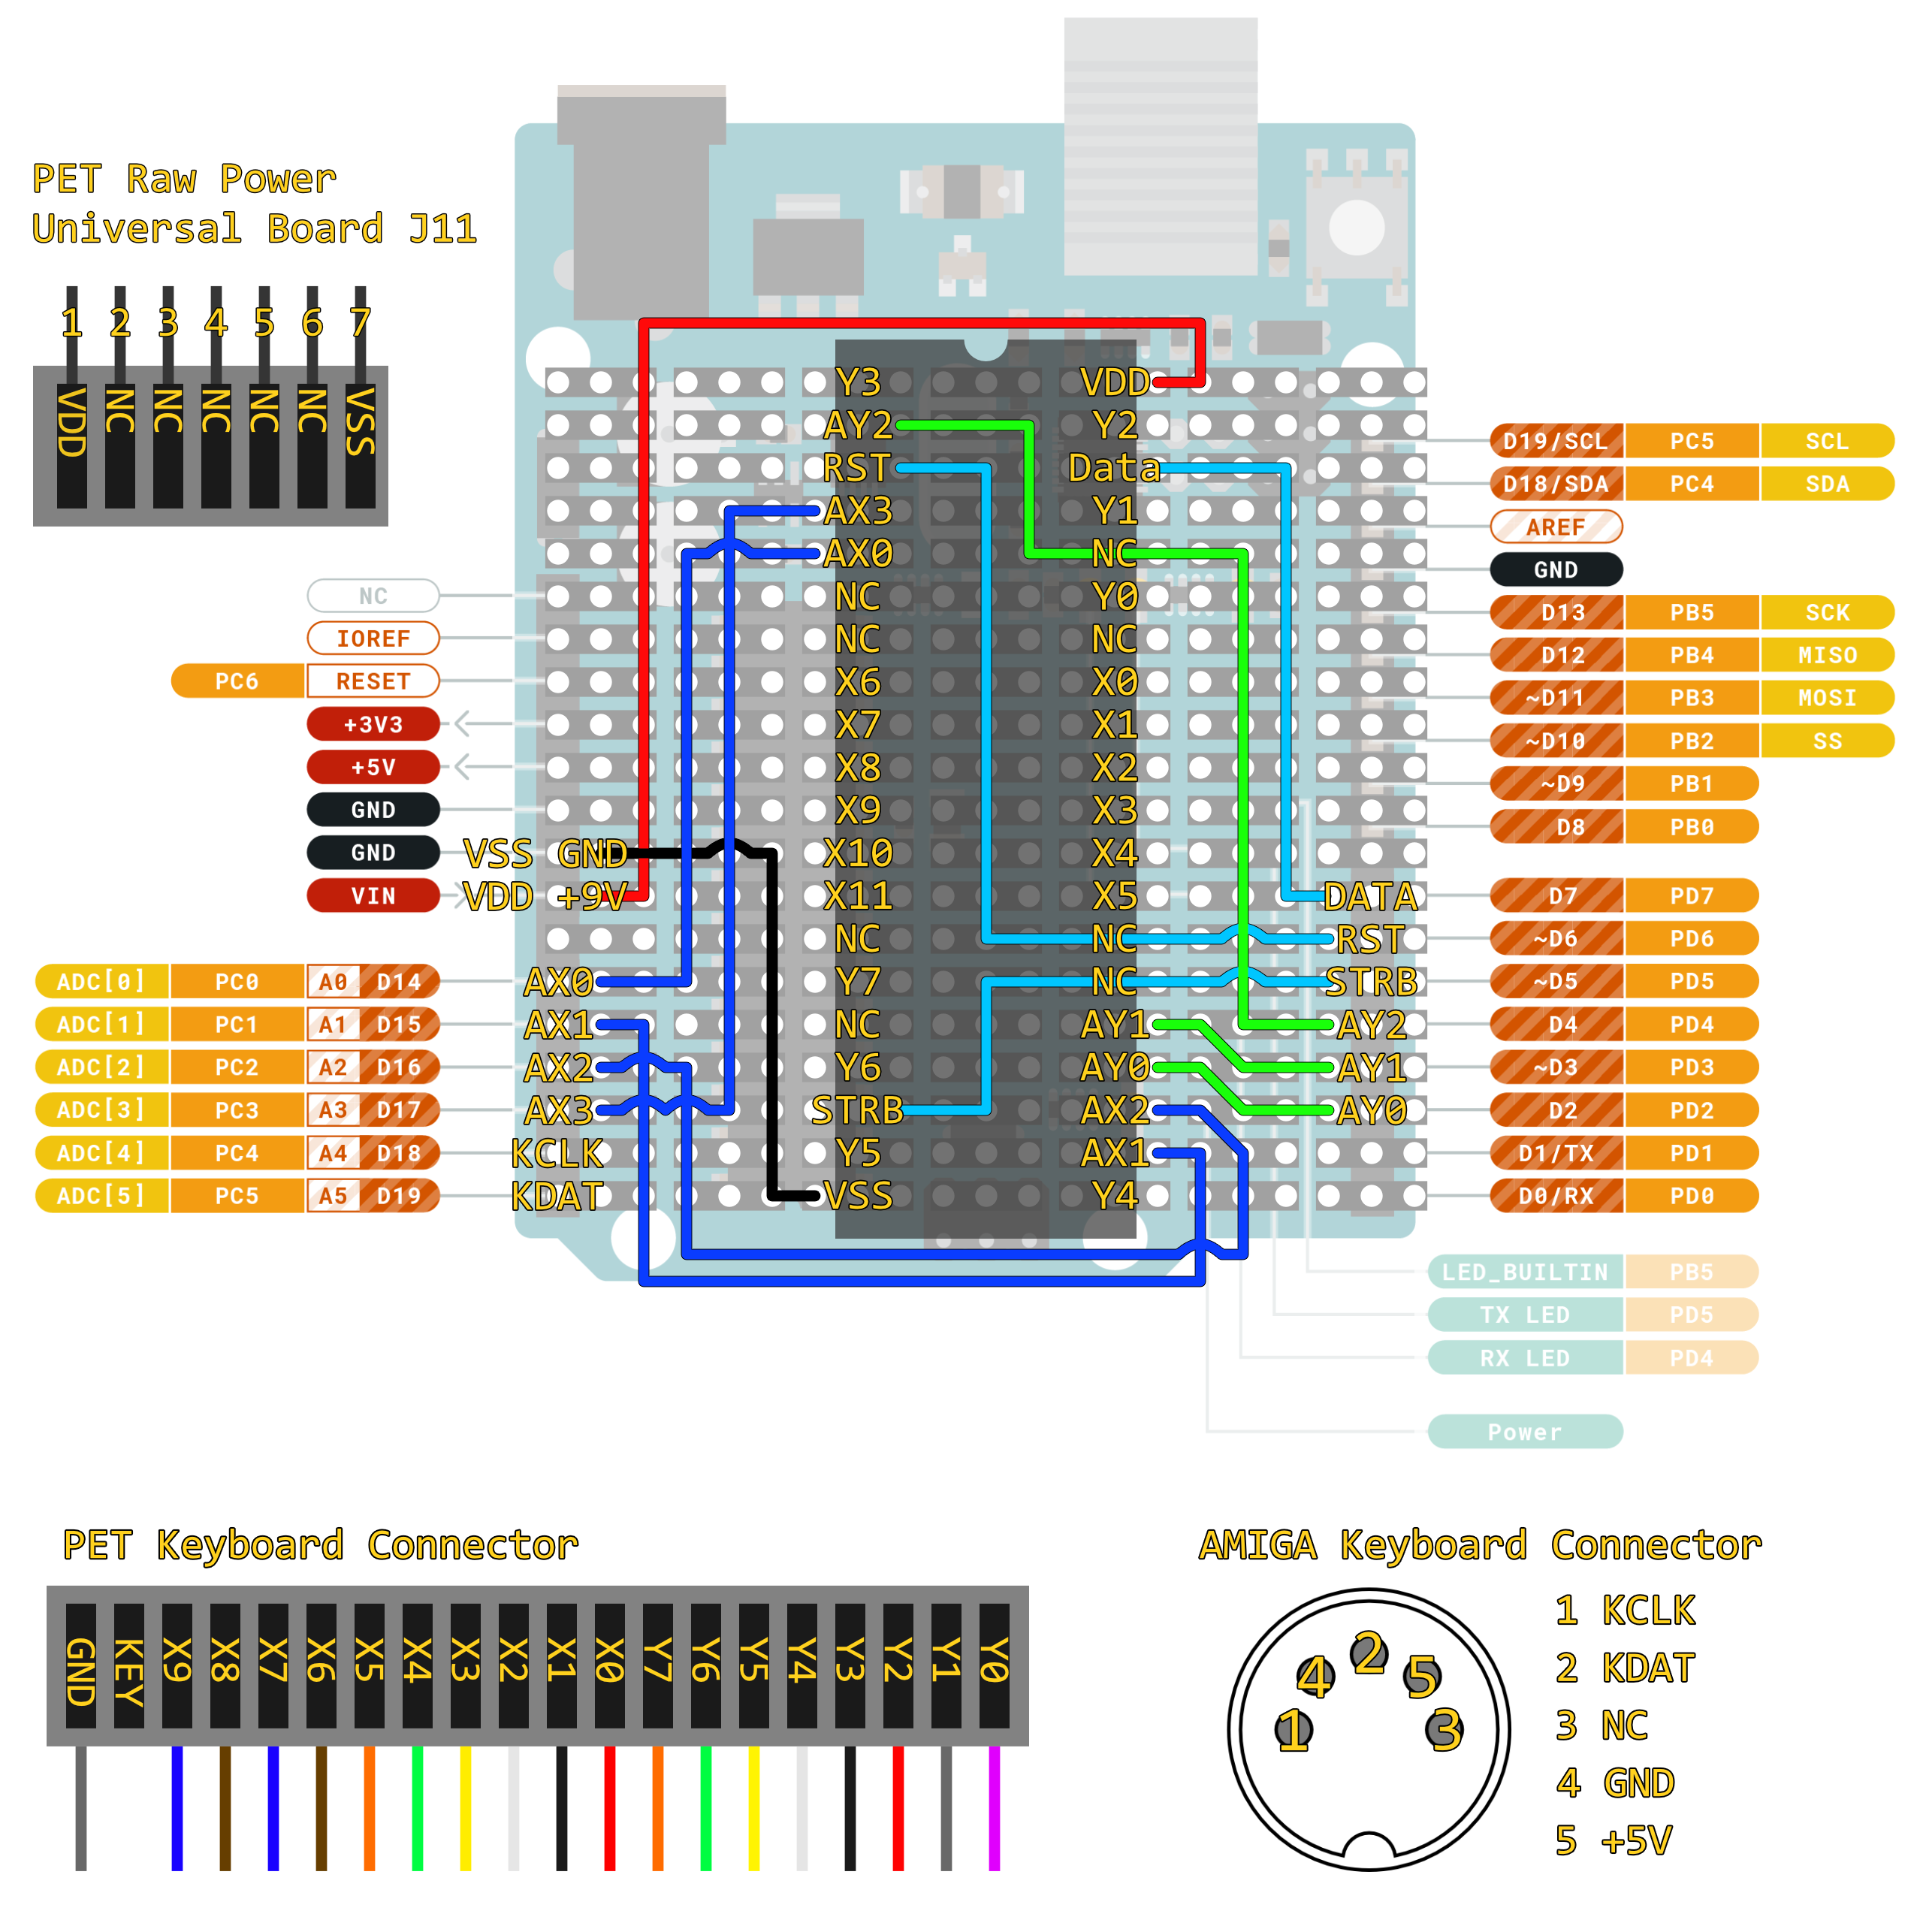 PET Raw Power
Universal Board J11
1 2 3 4 5 6 7
VDD NC NC NC NC NC VSS
NC
IOREF
PC6 RESET
+3V3
+5V
GND
GND VSS GND
VIN VDD +9V
ADC[0] PC0 A0 D14 AX0
ADC[1] PC1 A1 D15 AX1
ADC[2] PC2 A2 D16 AX2
ADC[3] PC3 A3 D17 AX3
ADC[4] PC4 A4 D18 KCLK
ADC[5] PC5 A5 D19 KDAT
Y3 VDD
AY2 Y2
RST Data
AX3 Y1
AX0 NC
NC Y0
NC NC
X6 X0
X7 X1
X8 X2
X9 X3
X10 X4
X11 X5
NC NC
Y7 NC
NC AY1
Y6 AY0
STRB AX2
Y5 AX1
VSS Y4
D19/SCL PC5 SCL
D18/SDA PC4 SDA
AREF
GND
D13 PB5 SCK
D12 PB4 MISO
~D11 PB3 MOSI
~D10 PB2 SS
~D9 PB1
D8 PB0
DATA D7 PD7
RST ~D6 PD6
STRB ~D5 PD5
AY2 D4 PD4
AY1 ~D3 PD3
AY0 D2 PD2
D1/TX PD1
D0/RX PD0
LED_BUILTIN PB5
TX LED PD5
RX LED PD4
Power
PET Keyboard Connector
GND KEY X9 X8 X7 X6 X5 X4 X3 X2 X1 X0 Y7 Y6 Y5 Y4 Y3 Y2 Y1 Y0
AMIGA Keyboard Connector
1 4 2 5 3
1 KCLK
2 KDAT
3 NC
4 GND
5 +5V